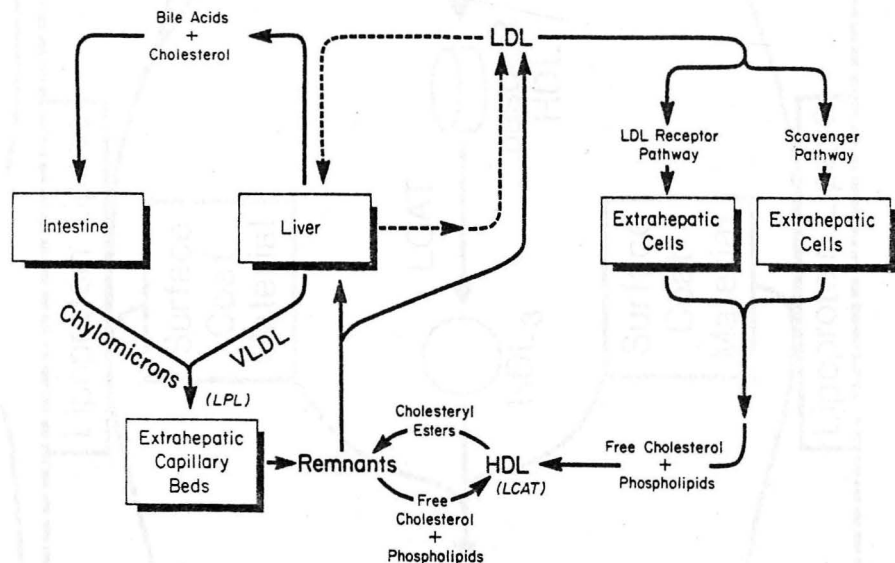 Bile Acids
+
Cholesterol
LDL
LDL Receptor
Pathway
Scavenger
Pathway
Intestine
Liver
Extrahepatic
Cells
Extrahepatic
Cells
Chylomicrons
VLDL
(LPL)
Extrahepatic
Capillary
Beds
Remnants
Cholesteryl
Esters
HDL
(LCAT)
Free
Cholesterol
+
Phospholipids
Free Cholesterol
+
Phospholipids